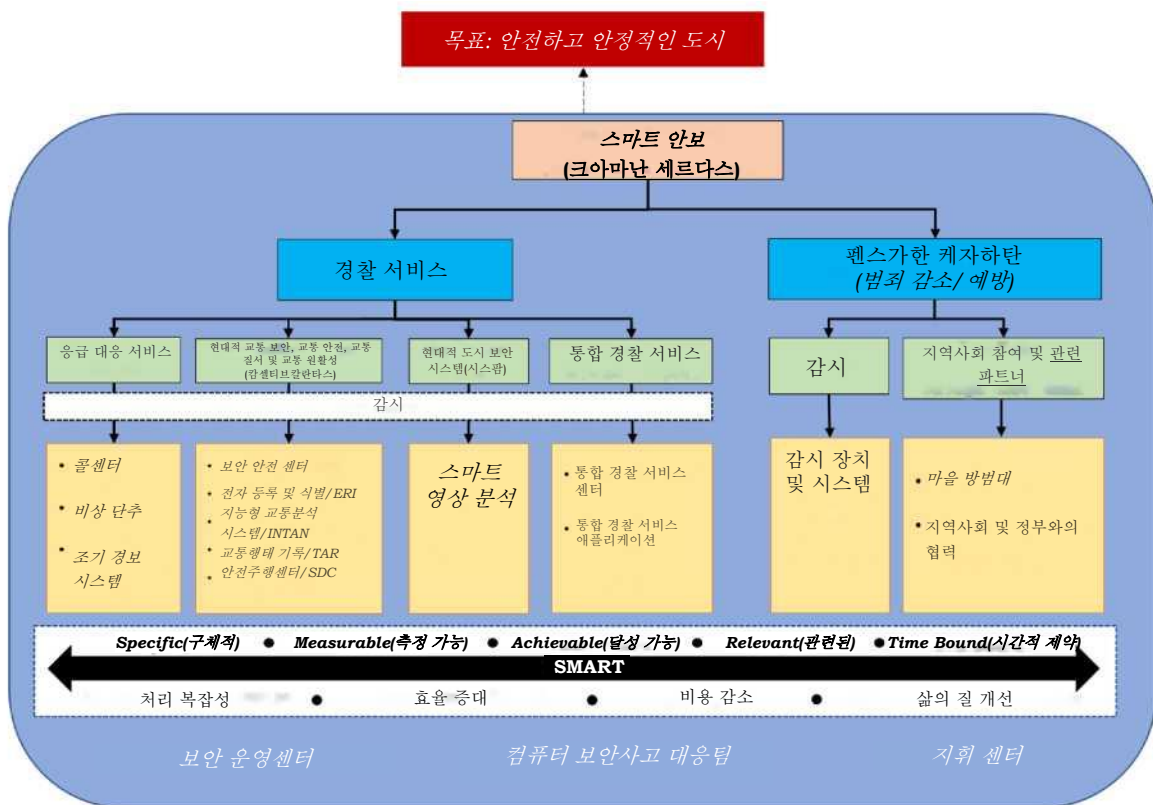 목표: 안전하고 안정적인 도시
스마트 안보
(크아마난 세르다스)
경찰 서비스
펜스가한 케자하탄
(범죄 감소/ 예방)
응급 대응 서비스
현대적 교통 보안, 교통 안전, 교통
질서 및 교통 원활성
(캄셀티브칼란타스)
현대적 도시 보안
시스템(시스팜)
통합 경찰 서비스
감시
지역사회 참여 및 관련
파트너
감시
• 콜센터
• 비상 단추
• 조기 경보
시스템
• 보안 안전 센터
• 전자 등록 및 식별/ERI
• 지능형 교통분석
시스템/INTAN
• 교통행태 기록/TAR
• 안전주행센터/SDC
스마트
영상 분석
• 통합 경찰 서비스
센터
• 통합 경찰 서비스
애플리케이션
감시 장치
및 시스템
• 마을 방범대
• 지역사회 및 정부와의
협력
Specific(구체적) • Measurable(측정 가능) • Achievable(달성 가능) • Relevant(관련된) • Time Bound(시간적 제약)
SMART
처리 복잡성 • 효율 증대 • 비용 감소 • 삶의 질 개선
보안 운영센터
컴퓨터 보안사고 대응팀
지휘 센터